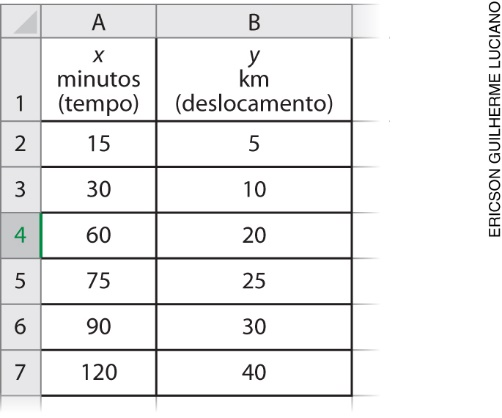 A B
1 x minutos (tempo) y km (deslocamento)
2 15 5
3 30 10
4 60 20
5 75 25
6 90 30
7 120 40
ERICSON GUILHERME LUCIANO